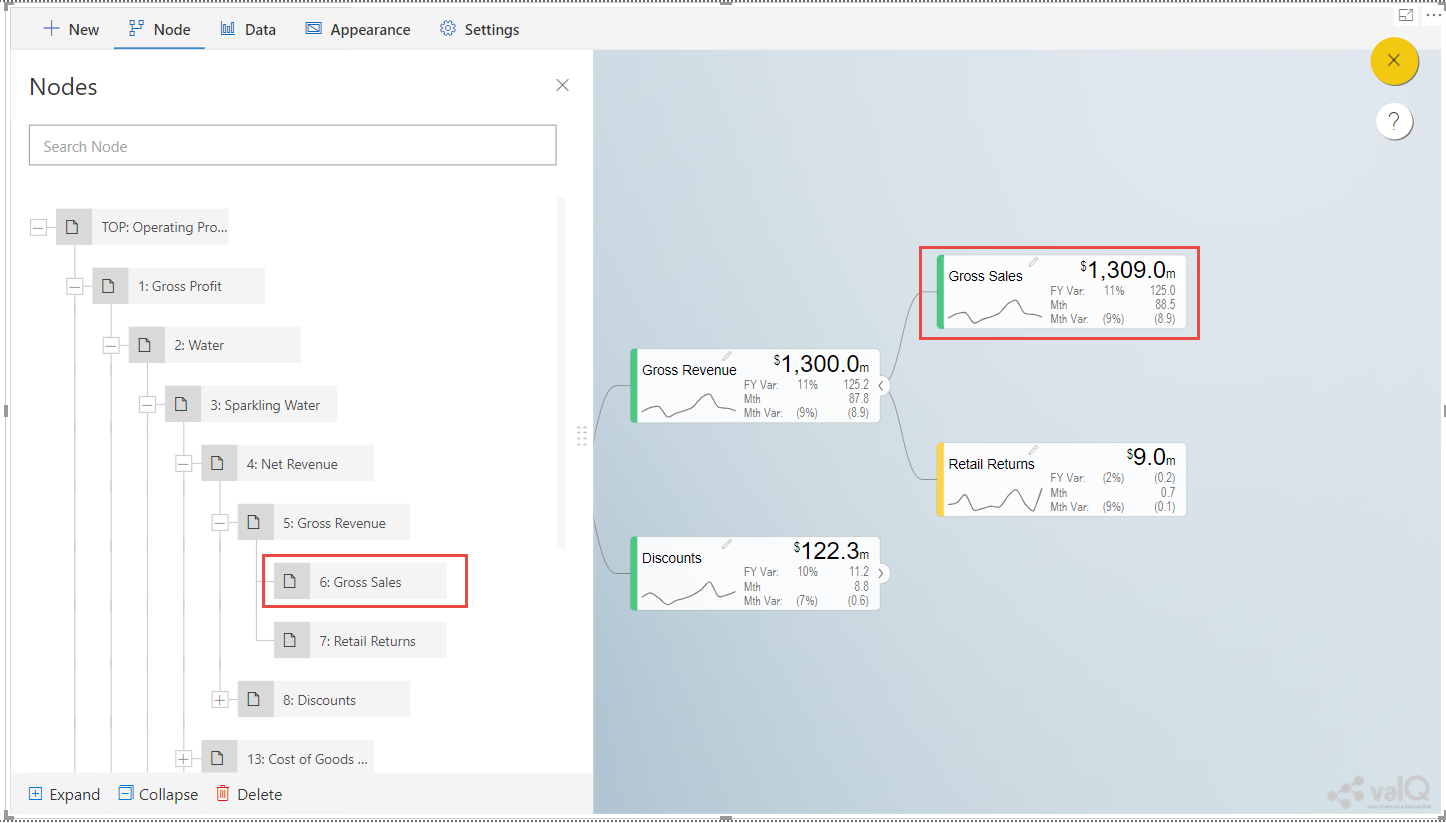 New
Node
Data
Appearance
Settings
Nodes
Search Node
TOP: Operating Pro...
1: Gross Profit
2: Water
3: Sparkling Water
4: Net Revenue
5: Gross Revenue
6: Gross Sales
7: Retail Returns
8: Discounts
13: Cost of Goods ...
Expand
Collapse
Delete
?
Gross Sales
$1,309.0m
FY Var: 11% 125.0
Mth 88.5
Mth Var: (9%) (8.9)
Gross Revenue
$1,300.0m
FY Var: 11% 125.2
Mth 87.8
Mth Var: (9%) (8.9)
Retail Returns
$9.0m
FY Var: (2%) (0.2)
Mth 0.7
Mth Var: (9%) (0.1)
Discounts
$122.3m
FY Var: 10% 11.2
Mth 8.8
Mth Var: (7%) (0.6)
valQ